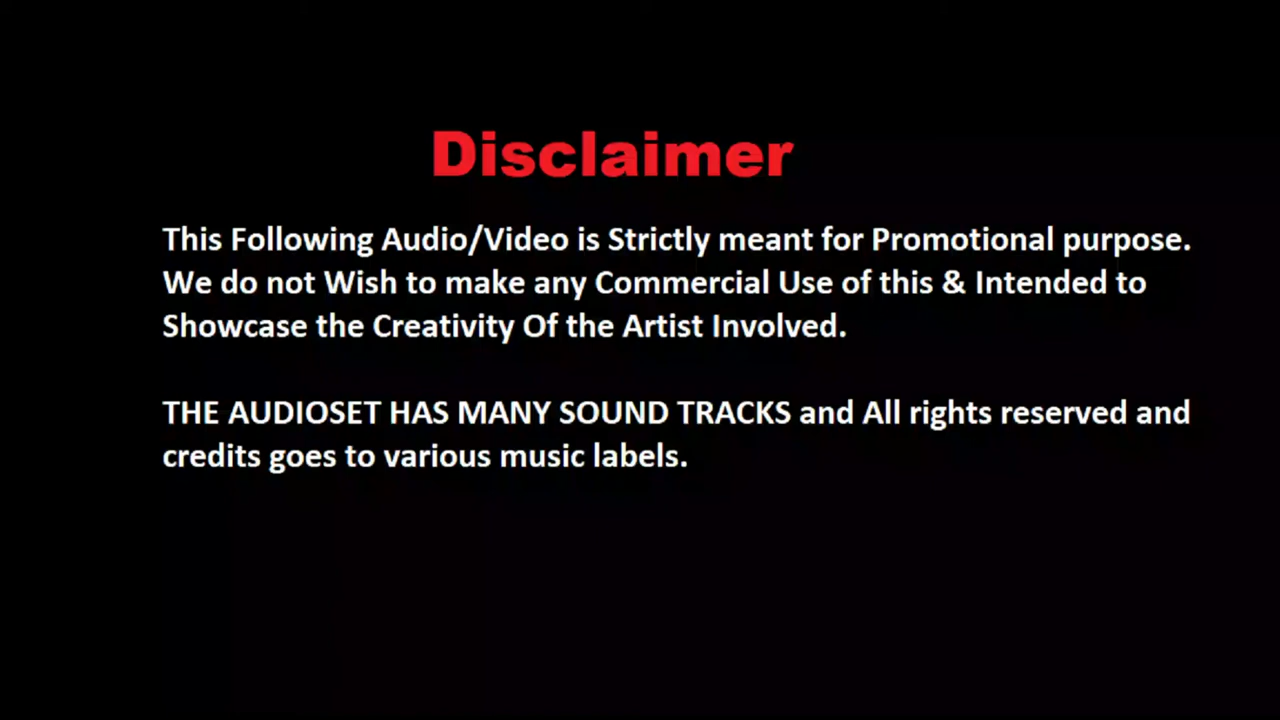 Disclaimer
This Following Audio/Video is Strictly meant for Promotional purpose.
We do not Wish to make any Commercial Use of this & Intended to
Showcase the Creativity Of the Artist Involved.
THE AUDIOSET HAS MANY SOUND TRACKS and All rights reserved and
credits goes to various music labels.